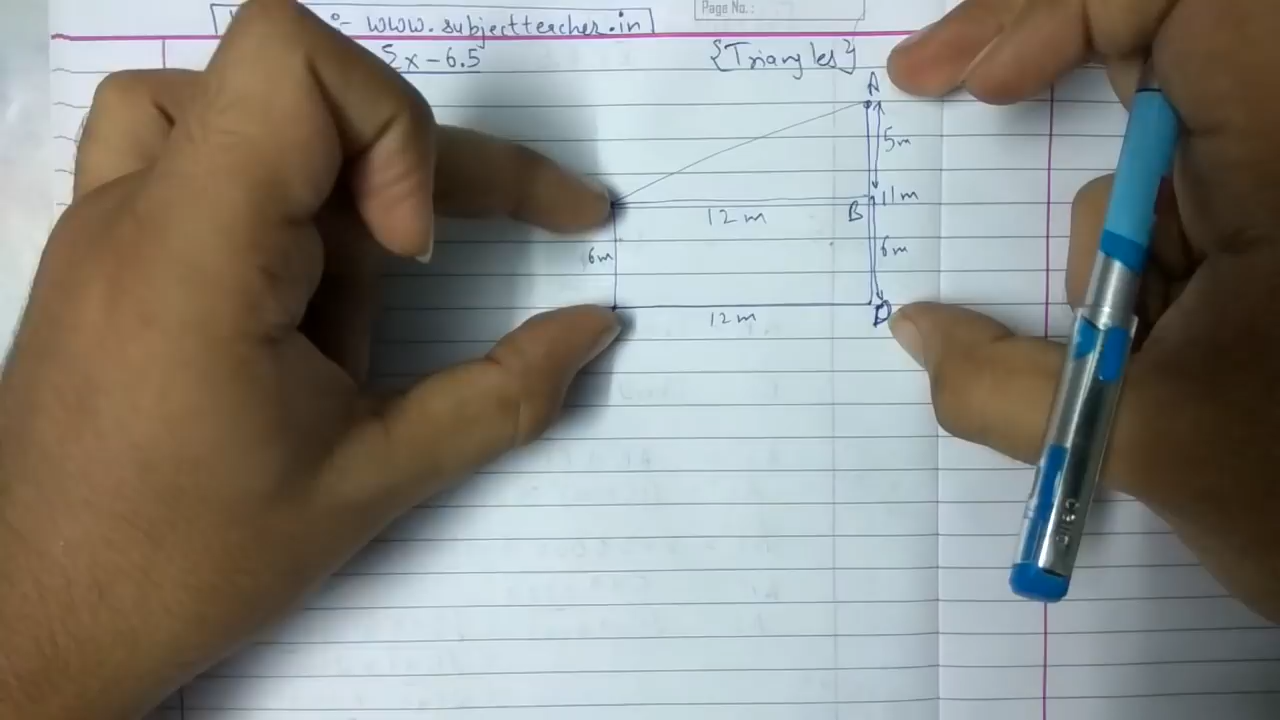 Page No.:
:- www.subjectteacher.in
Ex-6.5
{Triangles}
A
5m
11m
12 m
B
6m
6m
12 m
D